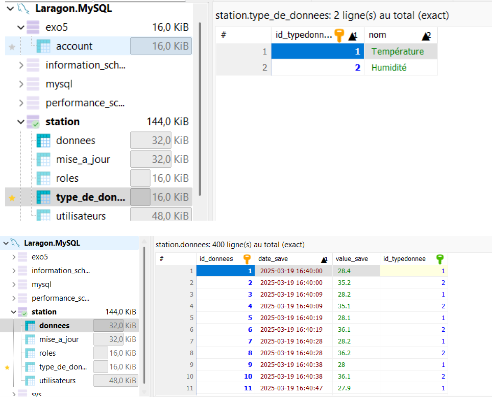 Laragon.MySQL
exo5 16,0 KiB
account 16,0 KiB
information_sch...
mysql
performance_sc...
station 144,0 KiB
donnees 32,0 KiB
mise_a_jour 32,0 KiB
roles 16,0 KiB
type_de_don... 16,0 KiB
utilisateurs 48,0 KiB
station.type_de_donnees: 2 ligne(s) au total (exact)
# id_typedonn... 1 nom 2
1 1 Température
2 2 Humidité
Laragon.MySQL
exo5
information_sch...
mysql
performance_sc...
station 144,0 KiB
donnees 32,0 KiB
mise_a_jour 32,0 KiB
roles 16,0 KiB
type_de_don... 16,0 KiB
utilisateurs 48,0 KiB
sys
station.donnees: 400 ligne(s) au total (exact)
# id_donnees date_save value_save id_typedonnee
1 1 2025-03-19 16:40:00 28.4 1
2 2 2025-03-19 16:40:00 35.2 2
3 3 2025-03-19 16:40:09 28.2 1
4 4 2025-03-19 16:40:09 35.1 2
5 5 2025-03-19 16:40:19 28.1 1
6 6 2025-03-19 16:40:19 36.1 2
7 7 2025-03-19 16:40:28 28.2 1
8 8 2025-03-19 16:40:28 36.2 2
9 9 2025-03-19 16:40:38 28 1
10 10 2025-03-19 16:40:38 36.1 2
11 11 2025-03-19 16:40:47 27.9 1